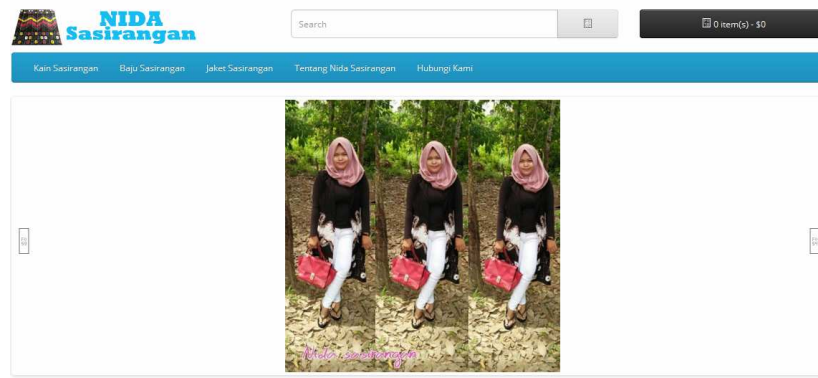 NIDA
Sasirangan
Search
0 item(s) - $0
Kain Sasirangan Baju Sasirangan Jaket Sasirangan Tentang Nida Sasirangan Hubungi Kami
Nida sasirangan